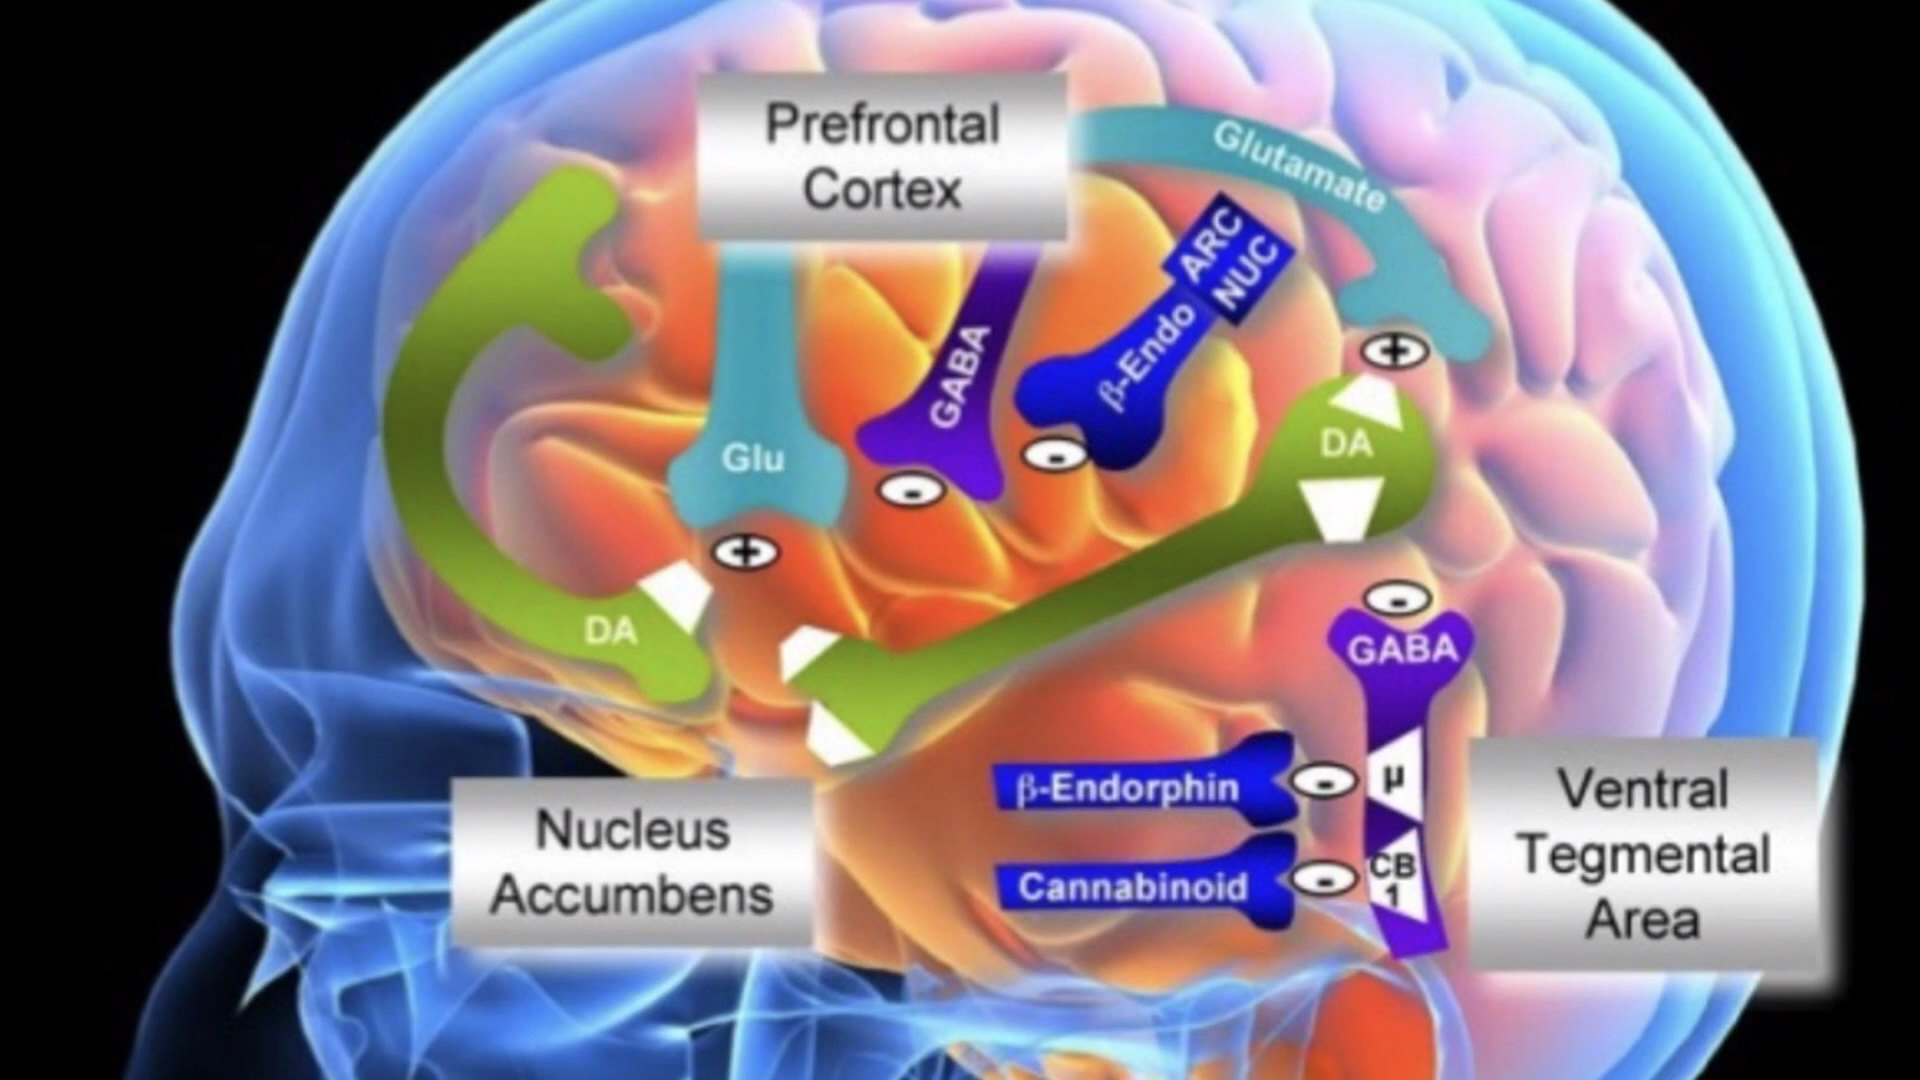 Prefrontal
Cortex
Glutamate
ARC
NUC
β-Endo
GABA
+
Glu
-
-
+
DA
DA
-
GABA
β-Endorphin
-
μ
Cannabinoid
-
CB
1
Nucleus
Accumbens
Ventral
Tegmental
Area